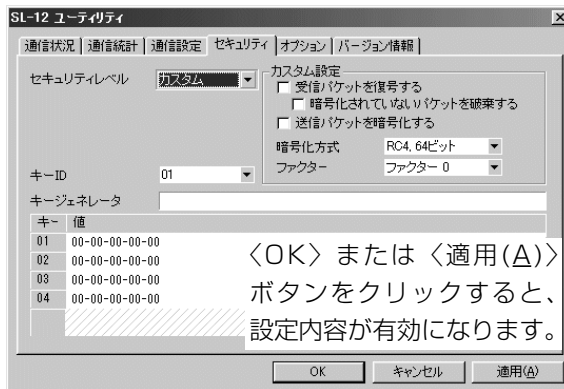 SL-12 ユーティリティ
通信状況 通信統計 通信設定 セキュリティ オプション バージョン情報
セキュリティレベル カスタム
カスタム設定
受信パケットを復号する
暗号化されていないパケットを破棄する
送信パケットを暗号化する
暗号化方式 RC4, 64ビット
ファクター ファクター 0
キーID 01
キージェネレータ
キー 値
01 00-00-00-00-00
02 00-00-00-00-00
03 00-00-00-00-00
04 00-00-00-00-00
〈OK〉または〈適用(A)〉
ボタンをクリックすると、
設定内容が有効になります。
OK キャンセル 適用(A)